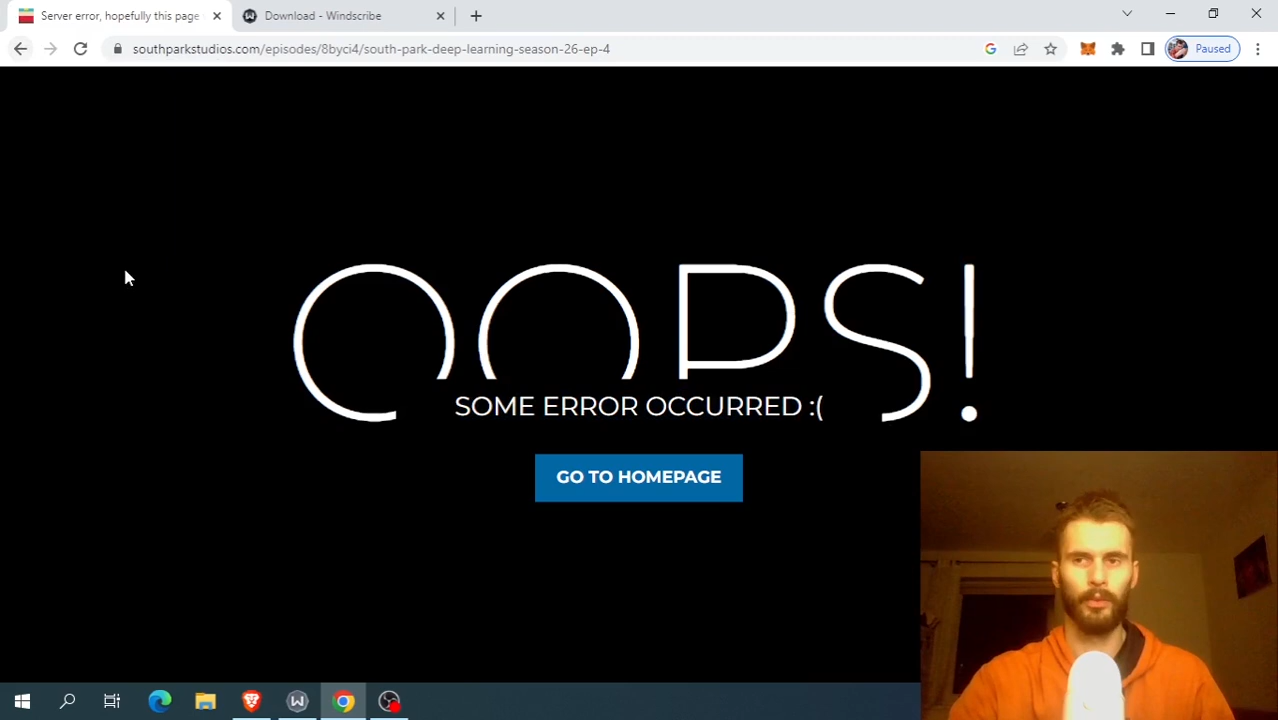 Server error, hopefully this page
Download - Windscribe
southparkstudios.com/episodes/8byci4/south-park-deep-learning-season-26-ep-4
Paused
OOPS!
SOME ERROR OCCURRED :(
GO TO HOMEPAGE